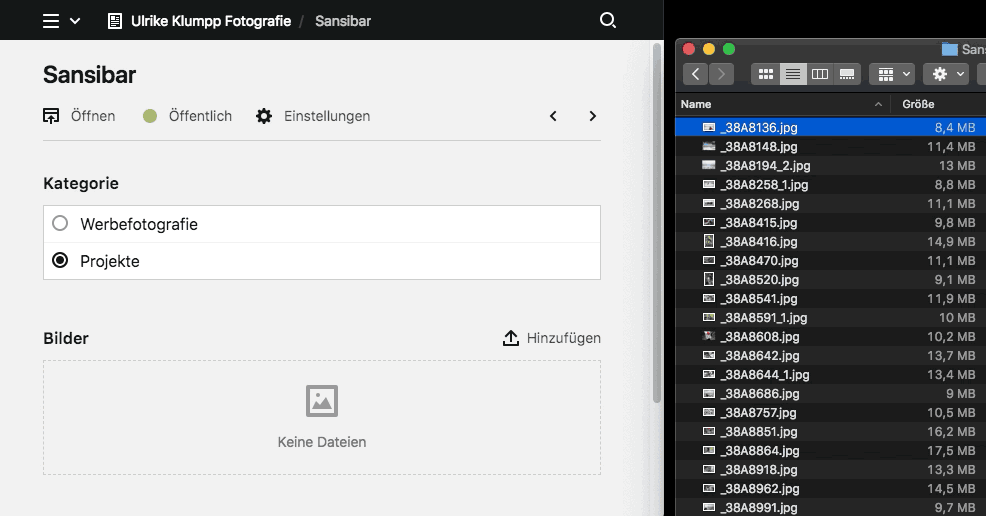 Ulrike Klumpp Fotografie / Sansibar
Sansibar
Öffnen Öffentlich Einstellungen
Kategorie
Werbefotografie
Projekte
Bilder Hinzufügen
Keine Dateien
Name Größe
_38A8136.jpg 8,4 MB
_38A8148.jpg 11,4 MB
_38A8194_2.jpg 13 MB
_38A8258_1.jpg 8,8 MB
_38A8268.jpg 11,1 MB
_38A8415.jpg 9,8 MB
_38A8416.jpg 14,9 MB
_38A8470.jpg 11,1 MB
_38A8520.jpg 9,1 MB
_38A8541.jpg 11,9 MB
_38A8591_1.jpg 10 MB
_38A8608.jpg 10,2 MB
_38A8642.jpg 13,7 MB
_38A8644_1.jpg 13,4 MB
_38A8686.jpg 9 MB
_38A8757.jpg 10,5 MB
_38A8851.jpg 16,2 MB
_38A8864.jpg 17,5 MB
_38A8918.jpg 13,3 MB
_38A8962.jpg 14,5 MB
_38A8991.jpg 9,7 MB